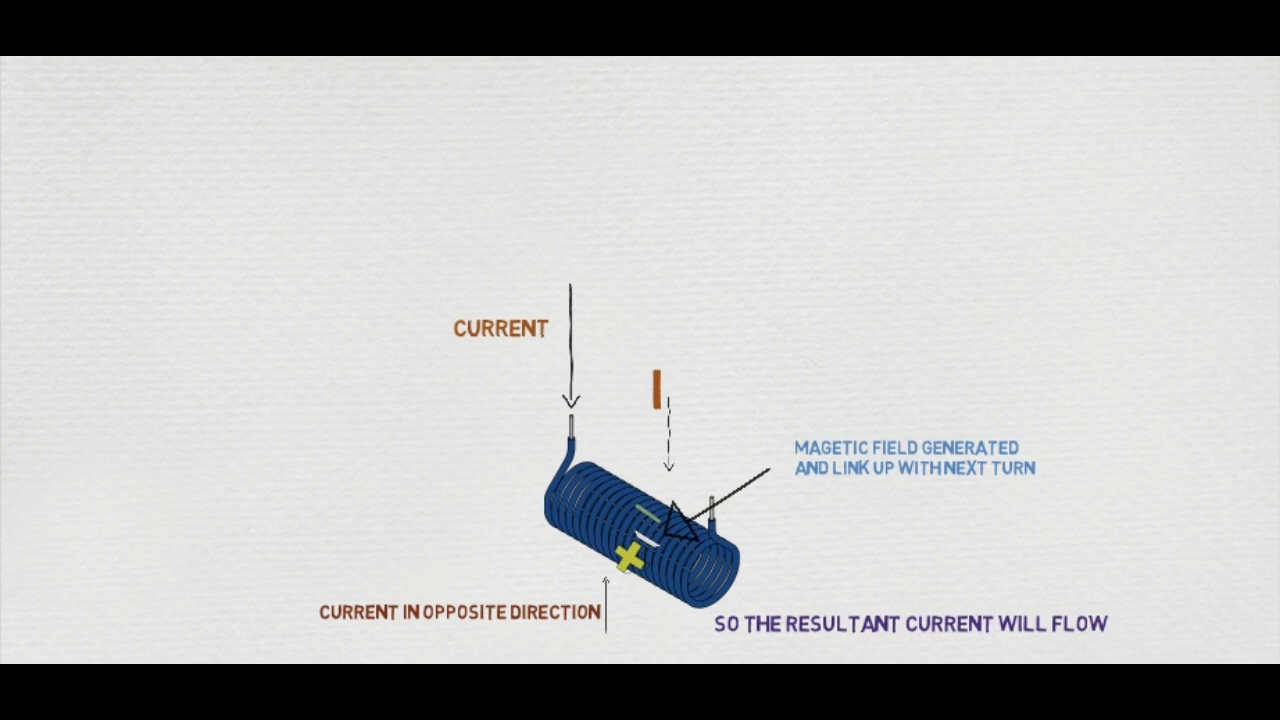 CURRENT
I
MAGETIC FIELD GENERATED
AND LINK UP WITH NEXT TURN
CURRENT IN OPPOSITE DIRECTION
SO THE RESULTANT CURRENT WILL FLOW